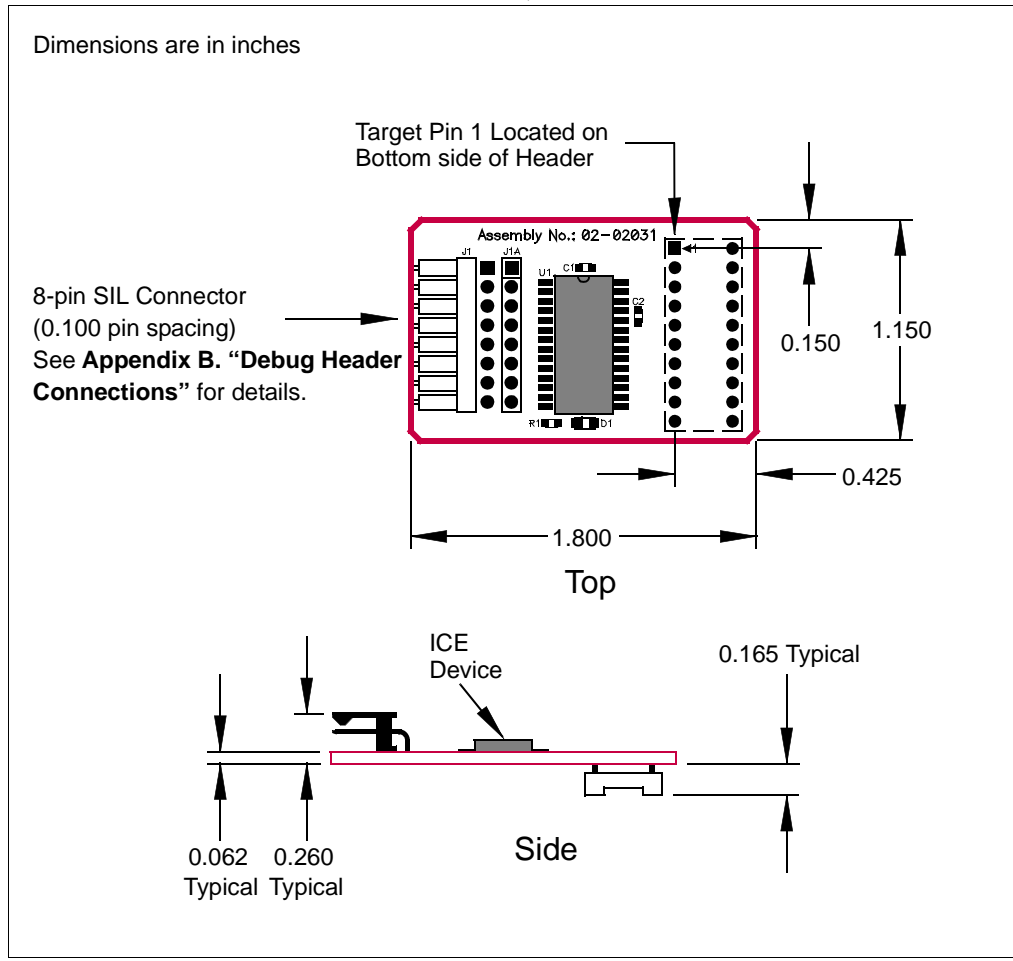 Dimensions are in inches
Target Pin 1 Located on
Bottom side of Header
Assembly No.: 02-02031
J1
J1A
C1
U1
1
C2
8-pin SIL Connector
(0.100 pin spacing)
See Appendix B. “Debug Header
Connections” for details.
0.150
1.150
R1
D1
0.425
1.800
Top
ICE
Device
0.165 Typical
Side
0.062
Typical
0.260
Typical